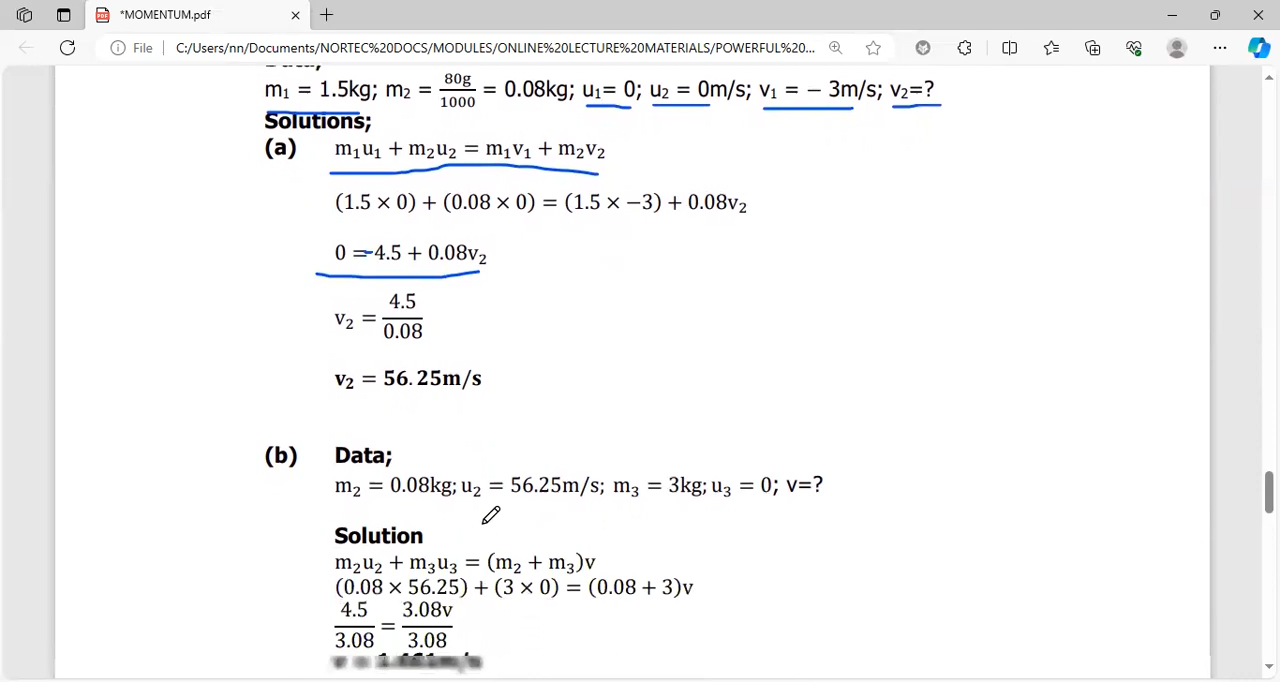 *MOMENTUM.pdf
File C:/Users/nn/Documents/NORTEC%20DOCS/MODULES/ONLINE%20LECTURE%20MATERIALS/POWERFUL%20...
m₁ = 1.5kg; m₂ = 80g/1000 = 0.08kg; u₁= 0; u₂ = 0m/s; v₁ = − 3m/s; v₂=?
Solutions;
(a) m₁u₁ + m₂u₂ = m₁v₁ + m₂v₂
(1.5 × 0) + (0.08 × 0) = (1.5 × −3) + 0.08v₂
0 = -4.5 + 0.08v₂
v₂ = 4.5/0.08
v₂ = 56.25m/s
(b) Data;
m₂ = 0.08kg; u₂ = 56.25m/s; m₃ = 3kg; u₃ = 0; v=?
Solution
m₂u₂ + m₃u₃ = (m₂ + m₃)v
(0.08 × 56.25) + (3 × 0) = (0.08 + 3)v
4.5/3.08 = 3.08v/3.08